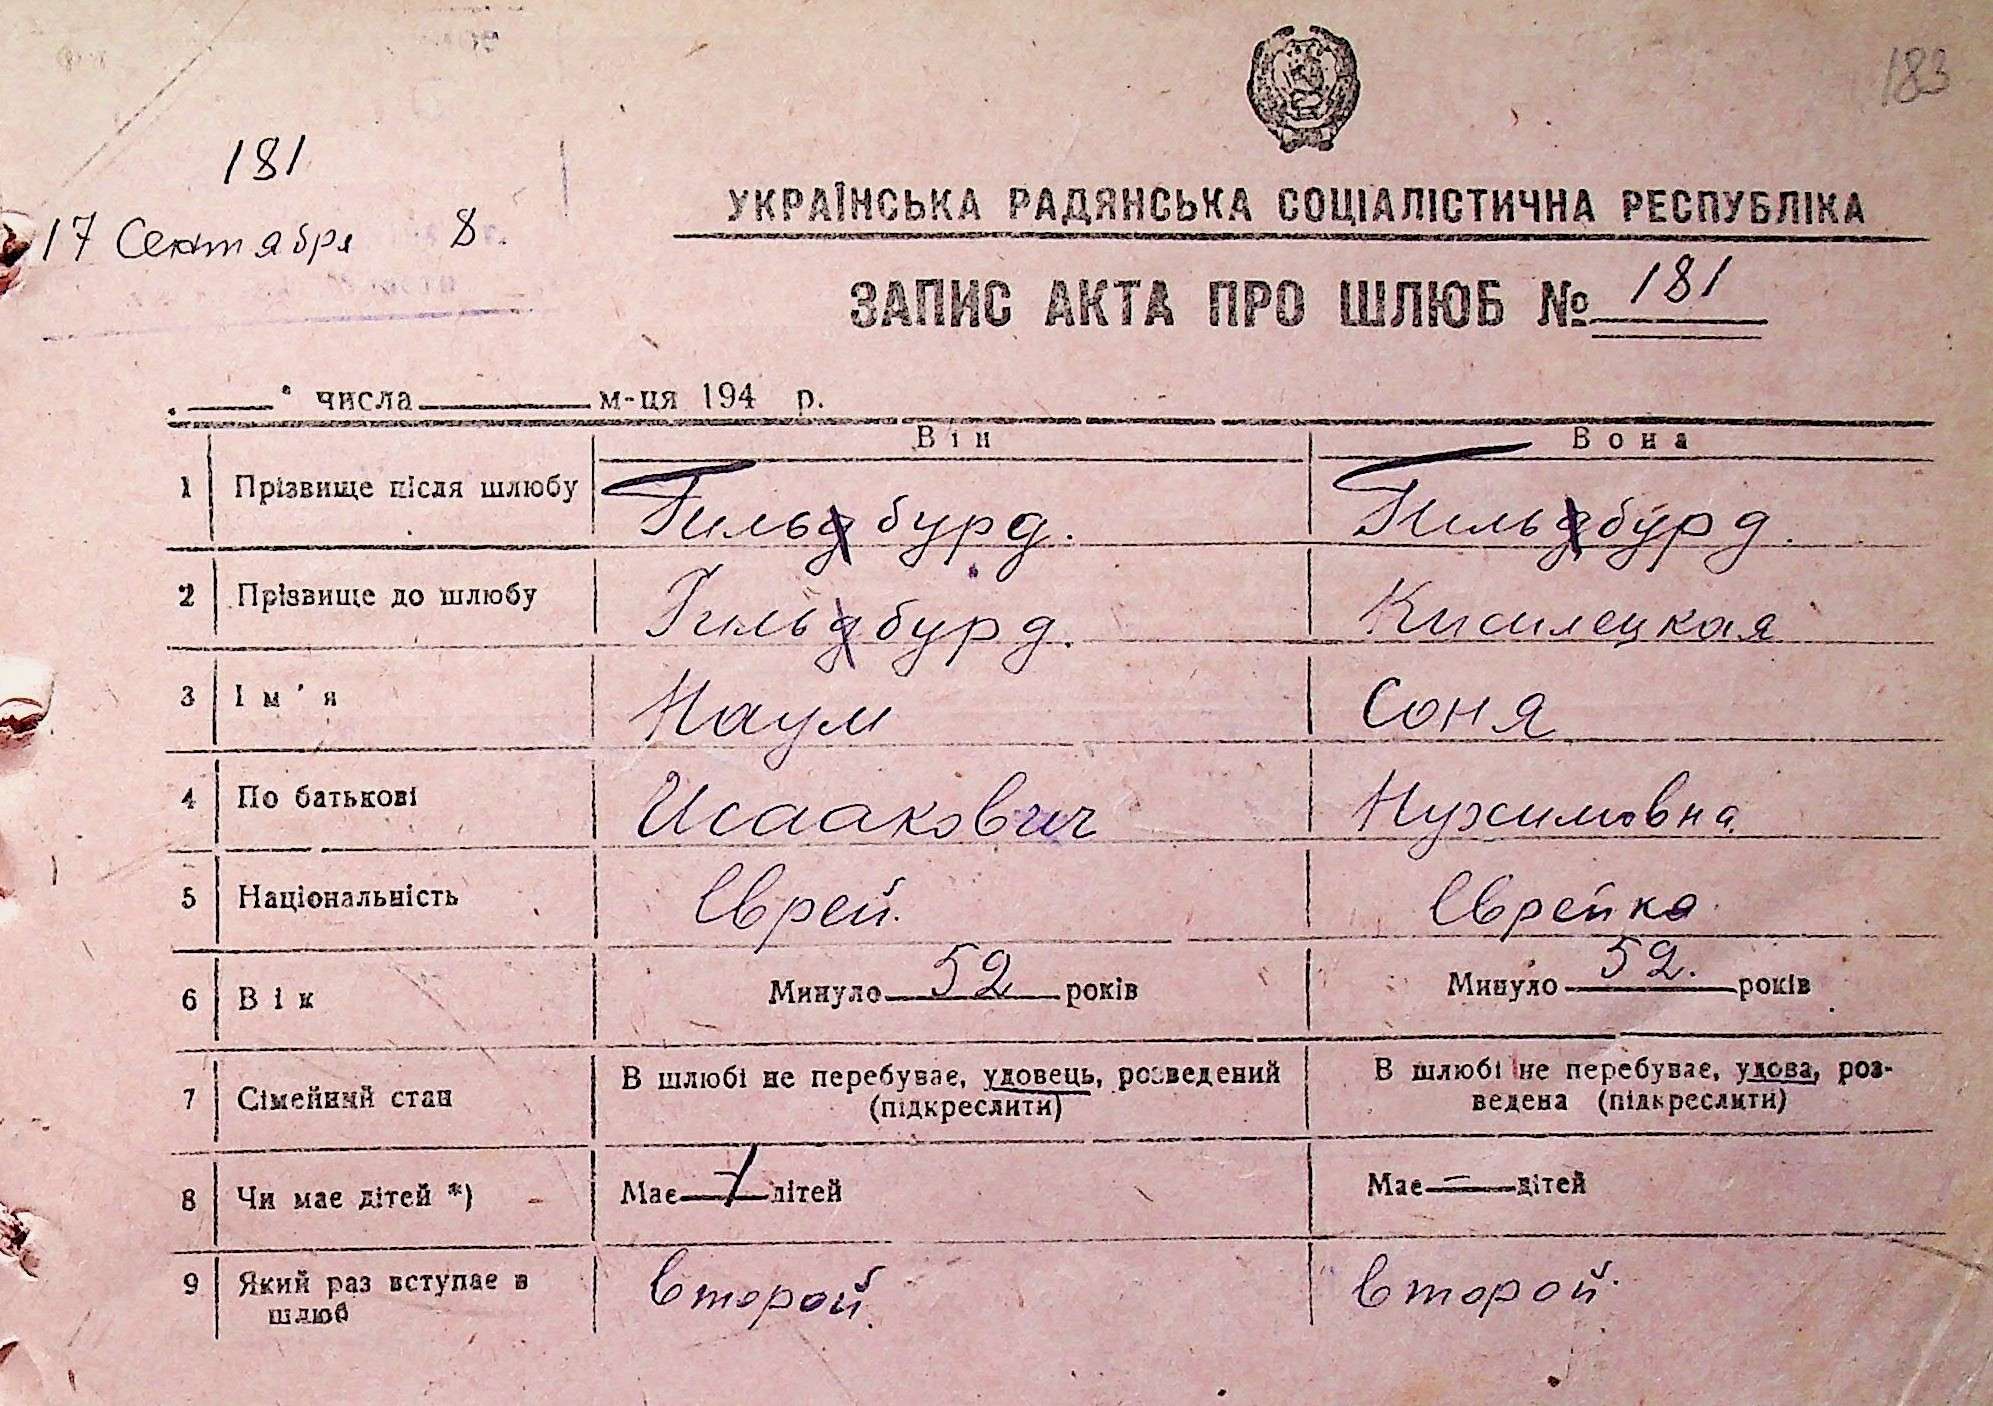 183
181
17 Сентября 8.
УКРАЇНСЬКА РАДЯНСЬКА СОЦІАЛІСТИЧНА РЕСПУБЛІКА
ЗАПИС АКТА ПРО ШЛЮБ № 181
числа м-ця 194 р.
Він Вона
1 Прізвище після шлюбу Гильдбурд. Гильдбурд.
2 Прізвище до шлюбу Гильдбурд. Кисилецкая
3 Ім'я Наум Соня
4 По батькові Исаакович Нухимовна
5 Національність Еврей. Еврейка
6 Вік Минуло 52 років Минуло 52. років
7 Сімейний стан В шлюбі не перебуває, удовець, розведений (підкреслити) В шлюбі не перебуває, удова, роз-
ведена (підкреслити)
8 Чи має дітей *) Має 1 дітей Має – дітей
9 Який раз вступає в Второй. Второй.
шлюб